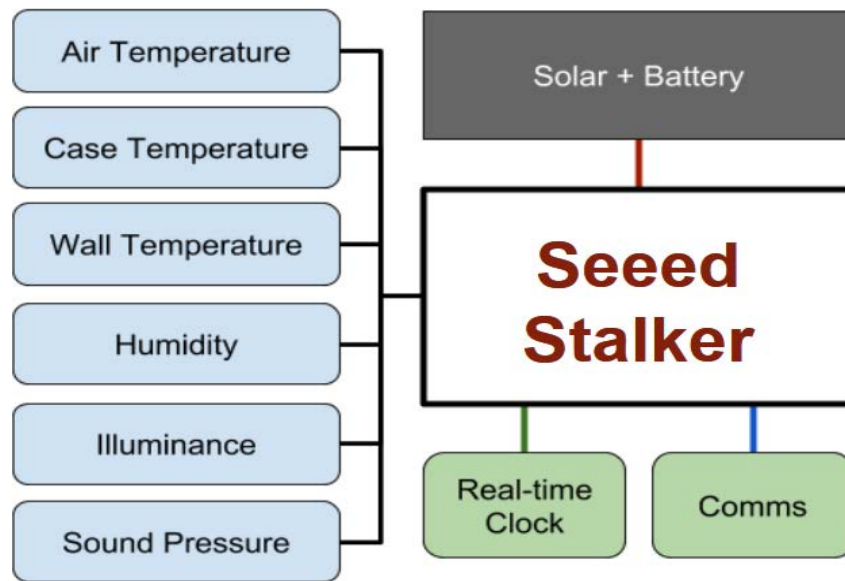 Air Temperature
Case Temperature
Wall Temperature
Humidity
Illuminance
Sound Pressure
Solar + Battery
Seeed
Stalker
Real-time
Clock
Comms